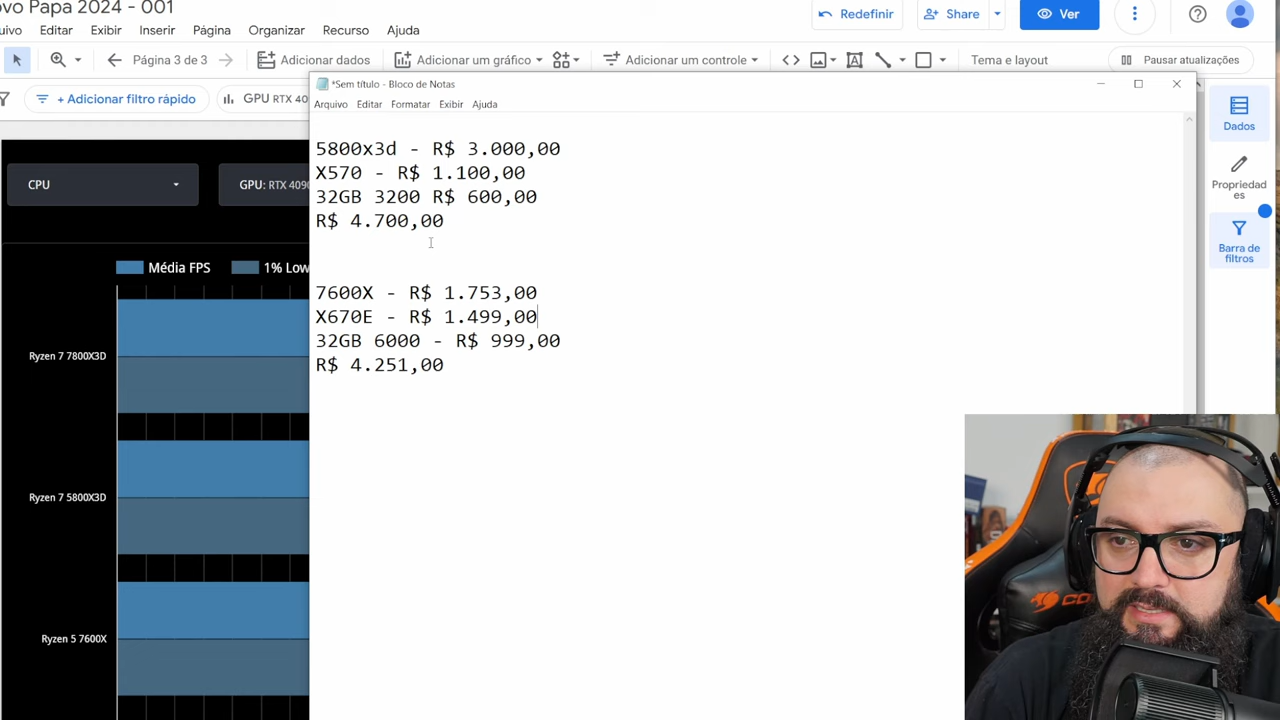 ovo Papa 2024 - 001
uivo Editar Exibir Inserir Página Organizar Recurso Ajuda
Redefinir Share Ver
Página 3 de 3 Adicionar dados Adicionar um gráfico Adicionar um controle Tema e layout Pausar atualizações
+ Adicionar filtro rápido GPU RTX 40
*Sem título - Bloco de Notas
Arquivo Editar Formatar Exibir Ajuda
5800x3d - R$ 3.000,00
X570 - R$ 1.100,00
32GB 3200 R$ 600,00
R$ 4.700,00
7600X - R$ 1.753,00
X670E - R$ 1.499,00
32GB 6000 - R$ 999,00
R$ 4.251,00
CPU GPU: RTX 4090
Média FPS 1% Low
Ryzen 7 7800X3D
Ryzen 7 5800X3D
Ryzen 5 7600X
Dados
Propriedad
es
Barra de
filtros